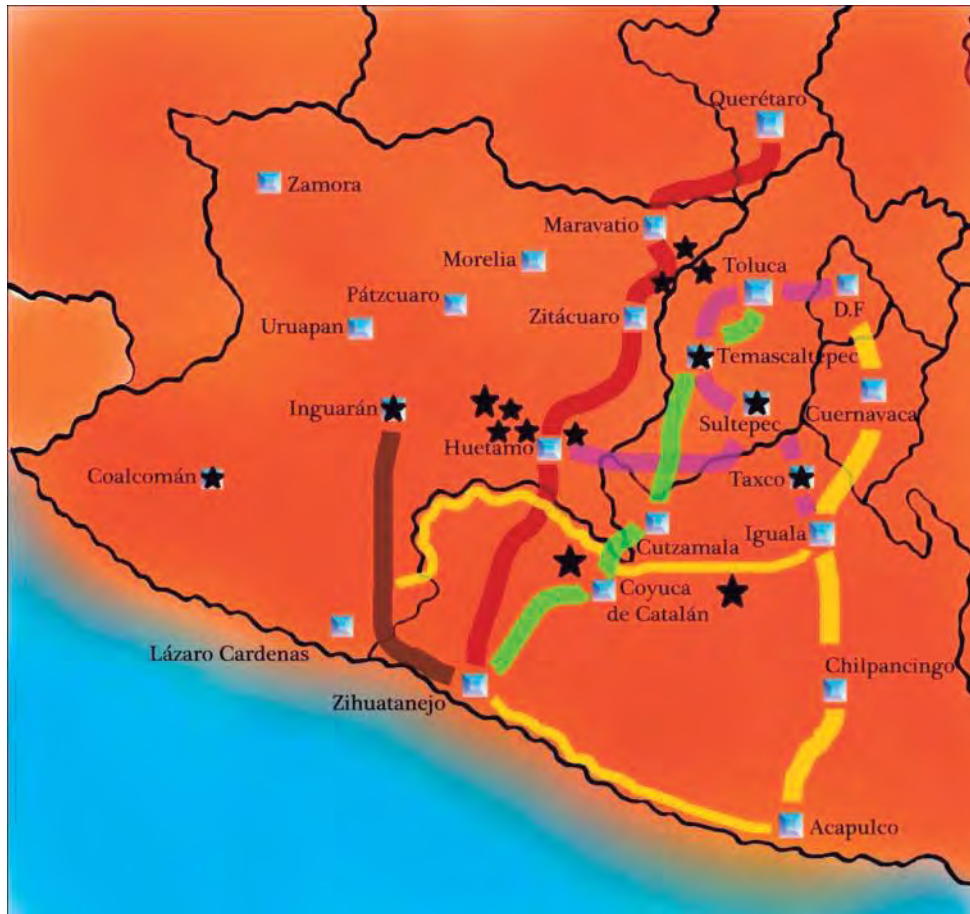 Querétaro
Zamora
Maravatio
Morelia
Toluca
D.F
Pátzcuaro
Zitácuaro
Uruapan
Temascaltepec
Inguarán
Sultepec
Cuernavaca
Huetamo
Coalcomán
Taxco
Iguala
Cutzamala
Coyuca
de Catalán
Lázaro Cardenas
Chilpancingo
Zihuatanejo
Acapulco